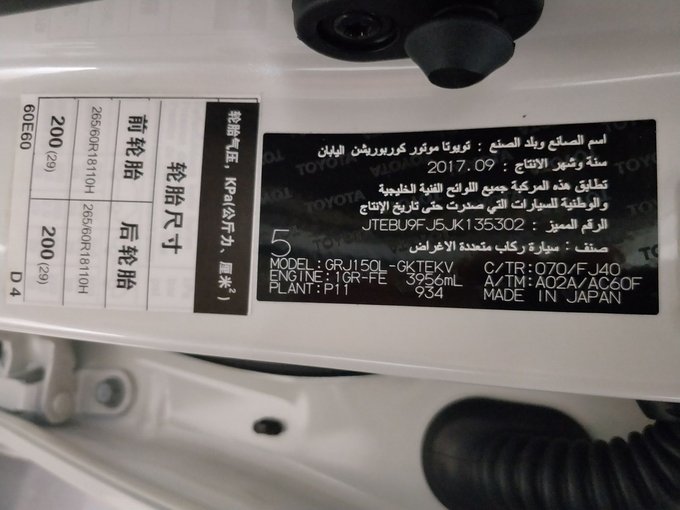 اسم الصانع وبلد الصنع : تويوتا موتور كوربوريشن اليابان
سنة وشهر الانتاج : 2017.09
تطابق هذه المركبة جميع اللوائح الفنية الخليجية
والوطنية للسيارات التي صدرت حتى تاريخ الإنتاج
الرقم المميز : JTEBU9FJ5JK135302
صنف : سيارة ركاب متعددة الاغراض
5
MODEL:GRJ150L-GKTEKV C/TR:070/FJ40
ENGINE:1GR-FE 3956mL A/TM:A02A/AC60F
PLANT:P11 934 MADE IN JAPAN
轮胎气压，KPa(公斤力，厘米²)
轮胎尺寸
前轮胎 后轮胎
265/60R18110H 265/60R18110H
200 (29) 200 (29)
60E60 D 4
TOYOTA